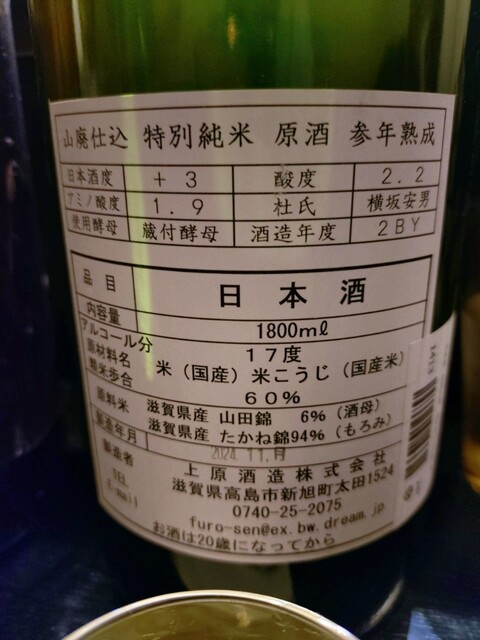 山廃仕込 特別純米 原酒 参年熟成
日本酒度 +3 酸度 2.2
アミノ酸度 1.9 杜氏 横坂安男
使用酵母 蔵付酵母 酒造年度 2BY
品目 日本酒
内容量 1800mℓ
アルコール分 17度
原材料名 米(国産)米こうじ(国産米)
精米歩合 60%
原料米 滋賀県産 山田錦 6%(酒母)
滋賀県産 たかね錦94%(もろみ)
製造年月 2024.11.月
製造者 上原酒造株式会社
滋賀県高島市新旭町太田1524
TEL 0740-25-2075
E-mail furo-sen@ex.bw.dream.jp
お酒は20歳になってから